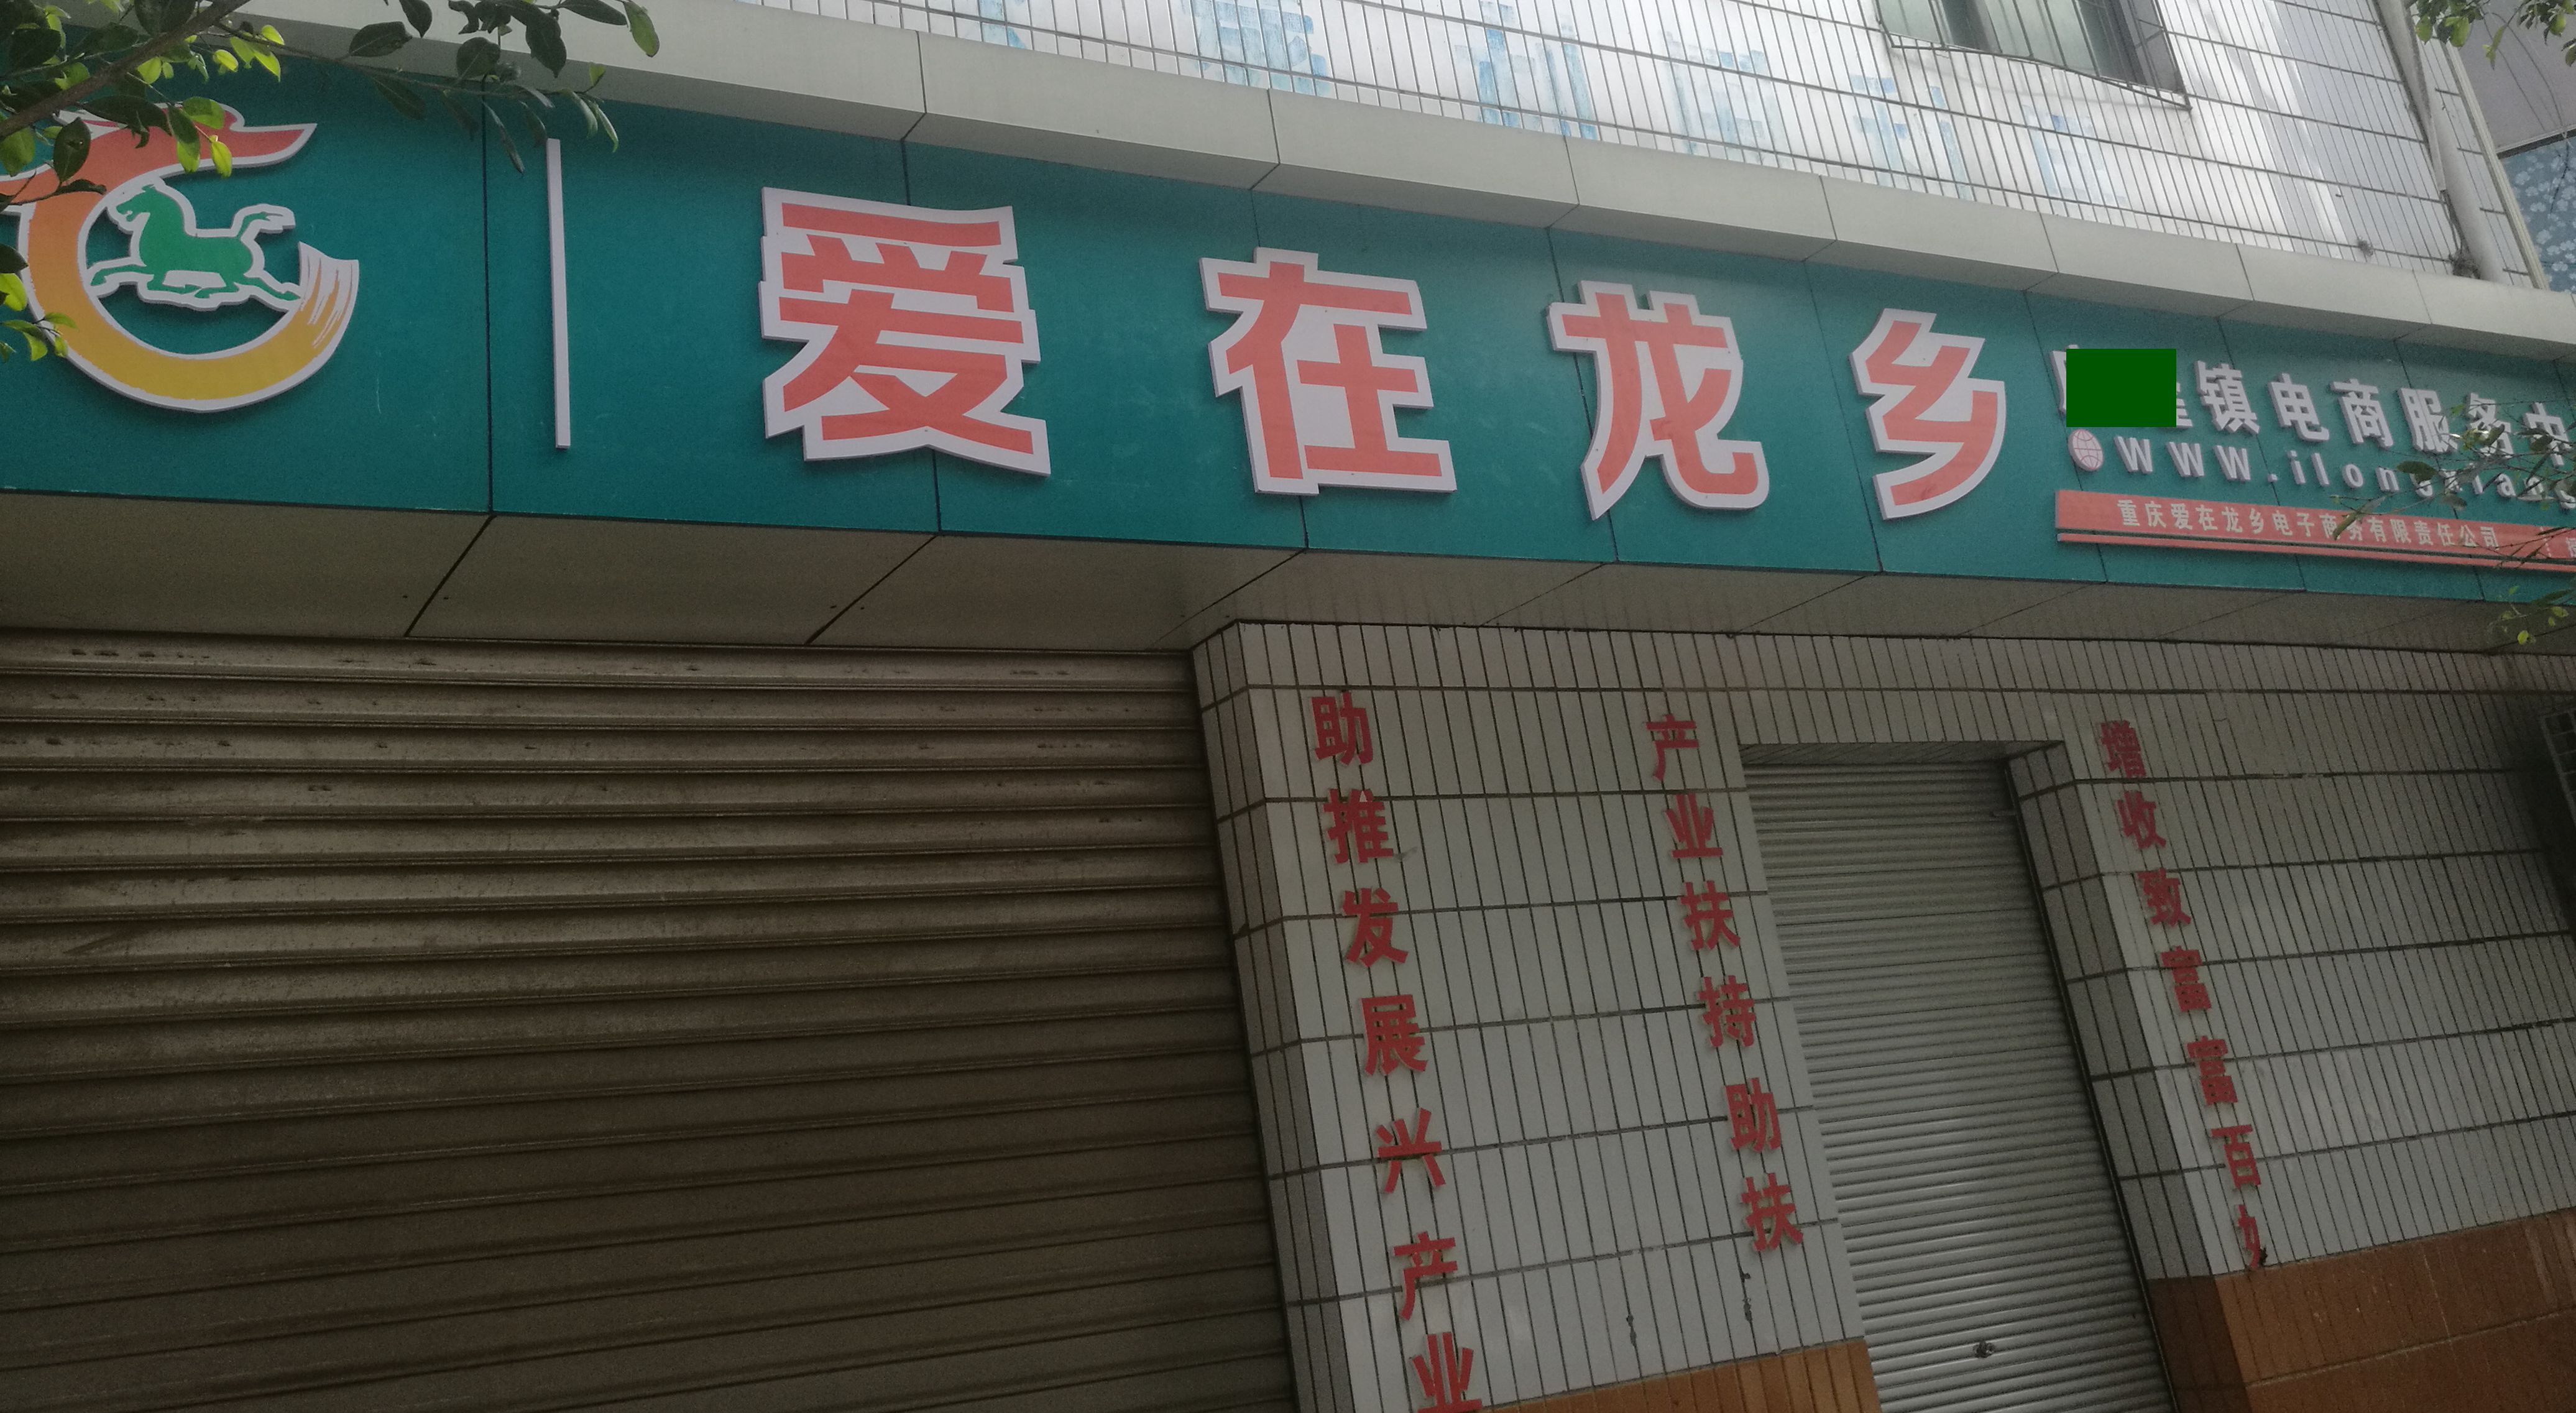 爱在龙乡
镇电商服务中
www.ilongxiang
重庆爱在龙乡电子商务有限责任公司
助推发展兴产业
产业扶持助扶
增收致富富百